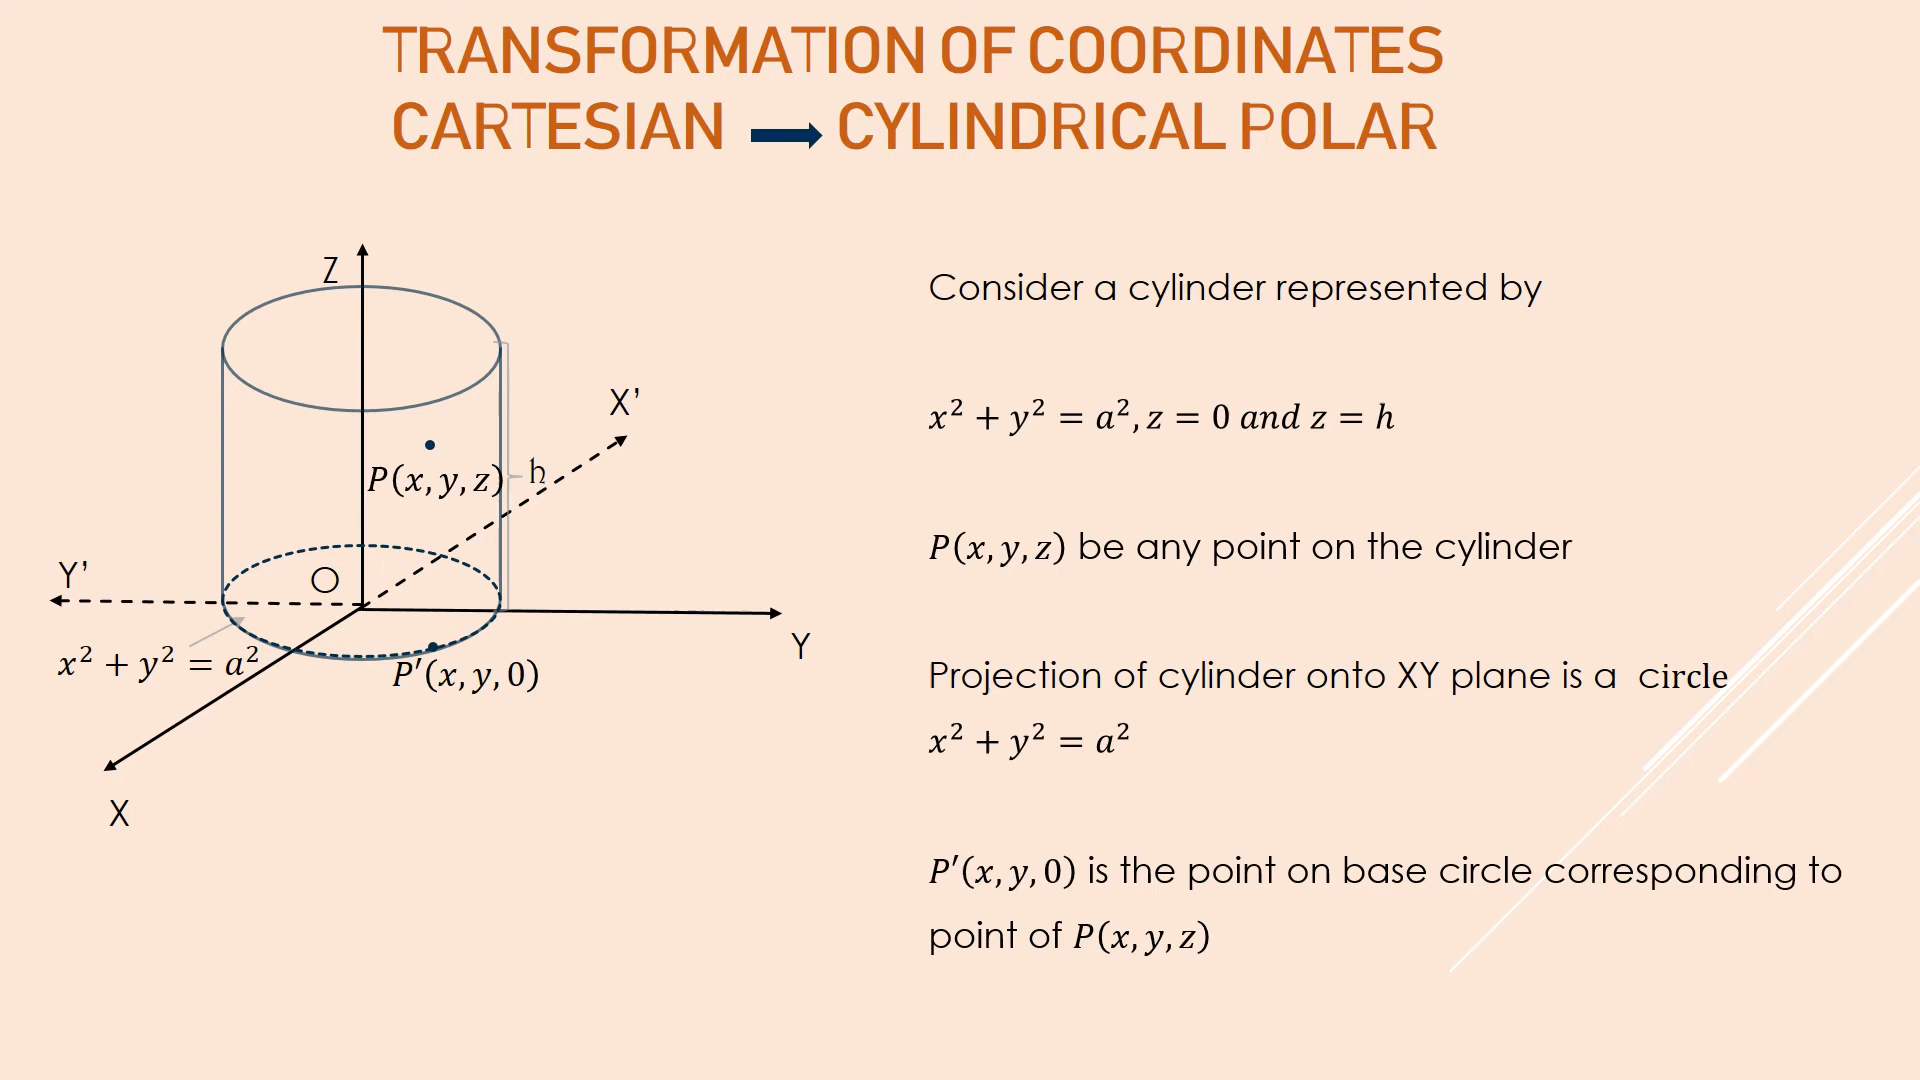 TRANSFORMATION OF COORDINATES
CARTESIAN CYLINDRICAL POLAR
Z
X’
P(x, y, z)
h
Y’
O
Y
x² + y² = a²
P′(x, y, 0)
X
Consider a cylinder represented by
x² + y² = a², z = 0 and z = h
P(x, y, z) be any point on the cylinder
Projection of cylinder onto XY plane is a circle
x² + y² = a²
P′(x, y, 0) is the point on base circle corresponding to
point of P(x, y, z)